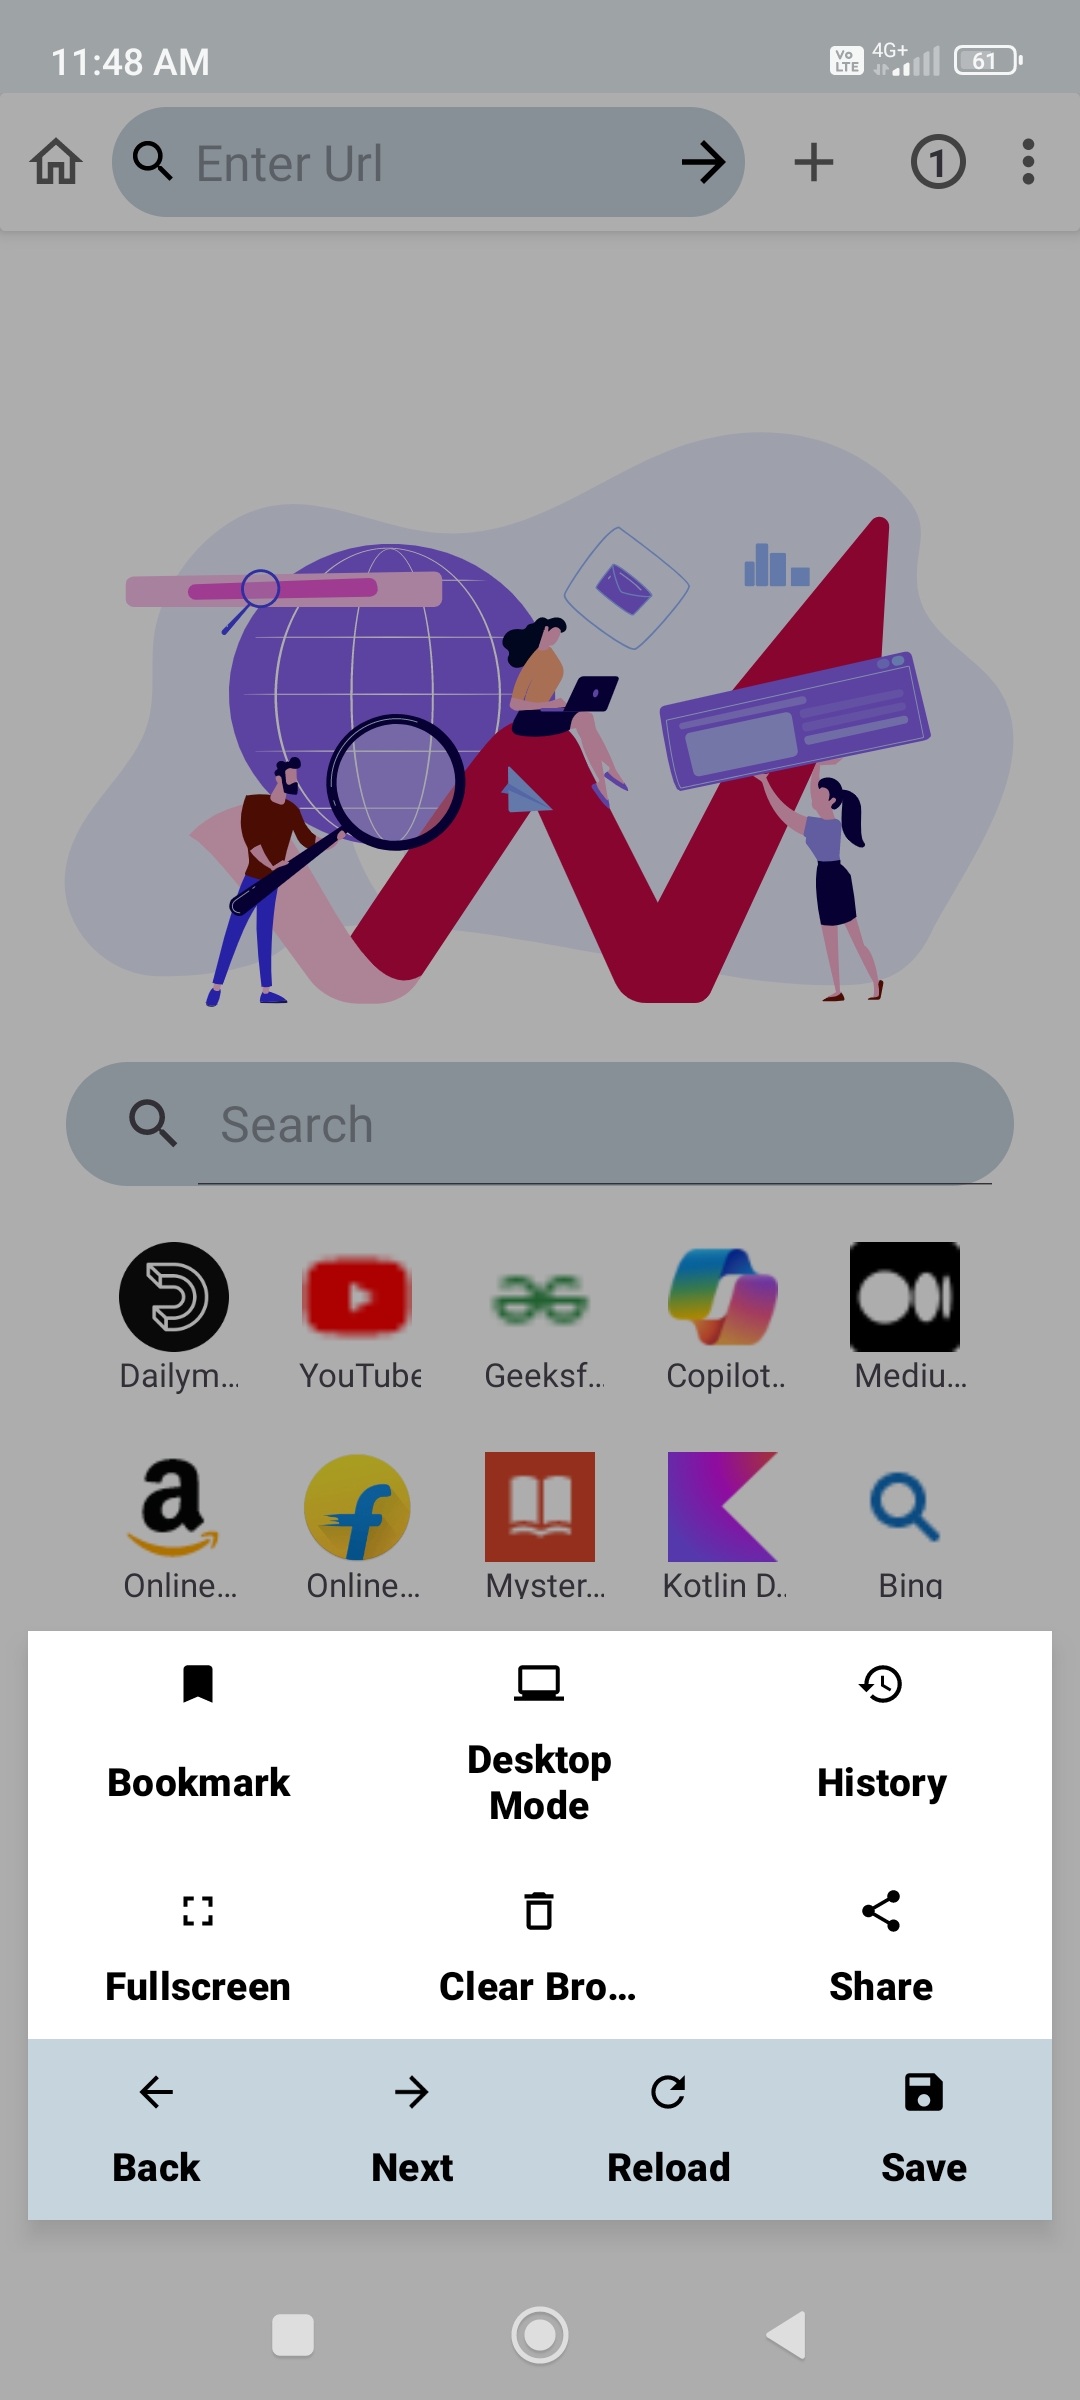 11:48 AM
Vo LTE
4G+
61
Enter Url
1
Search
Dailym...
YouTube
Geeksf...
Copilot..
Mediu...
Online...
Online...
Myster...
Kotlin D..
Bing
Bookmark
Desktop
Mode
History
Fullscreen
Clear Bro...
Share
Back
Next
Reload
Save